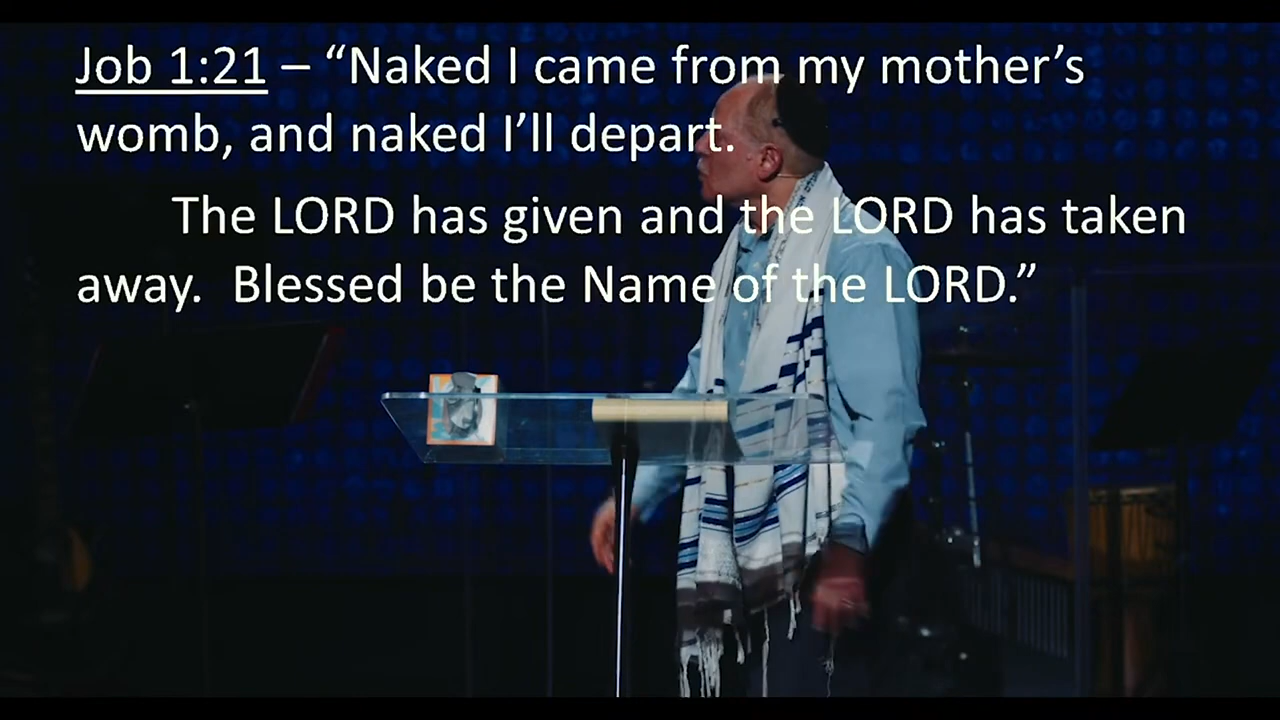 Job 1:21 – “Naked I came from my mother’s
womb, and naked I’ll depart.
The LORD has given and the LORD has taken
away.  Blessed be the Name of the LORD.”